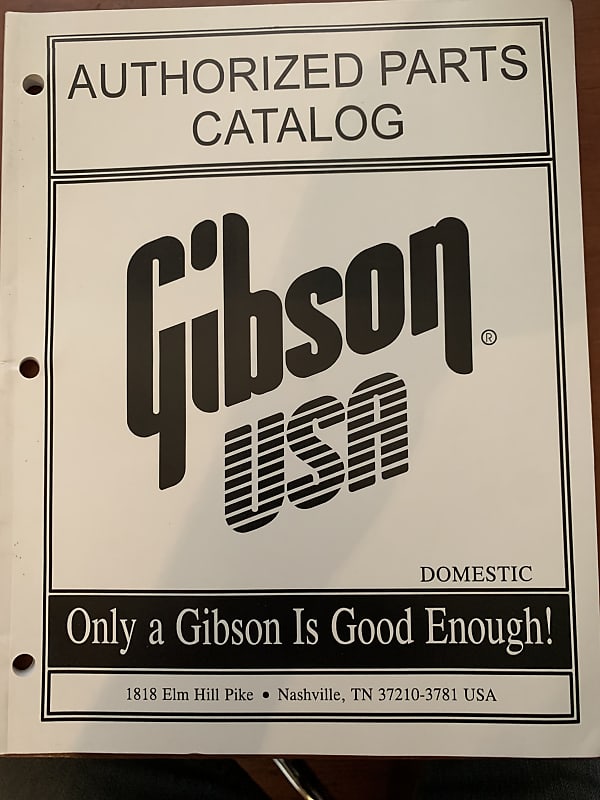 AUTHORIZED PARTS
CATALOG
Gibson ®
USA
DOMESTIC
Only a Gibson Is Good Enough!
1818 Elm Hill Pike • Nashville, TN 37210-3781 USA